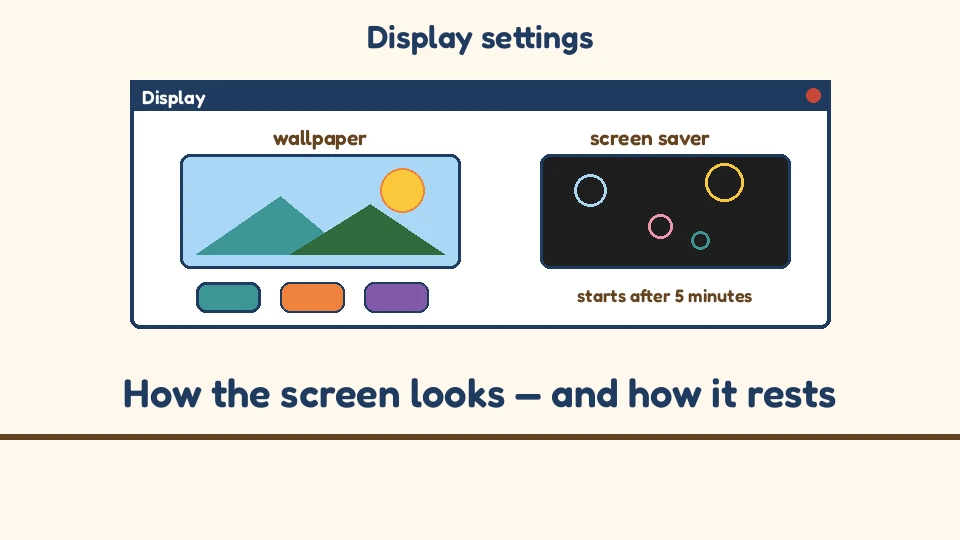 Display settings
Display
wallpaper
screen saver
starts after 5 minutes
How the screen looks — and how it rests